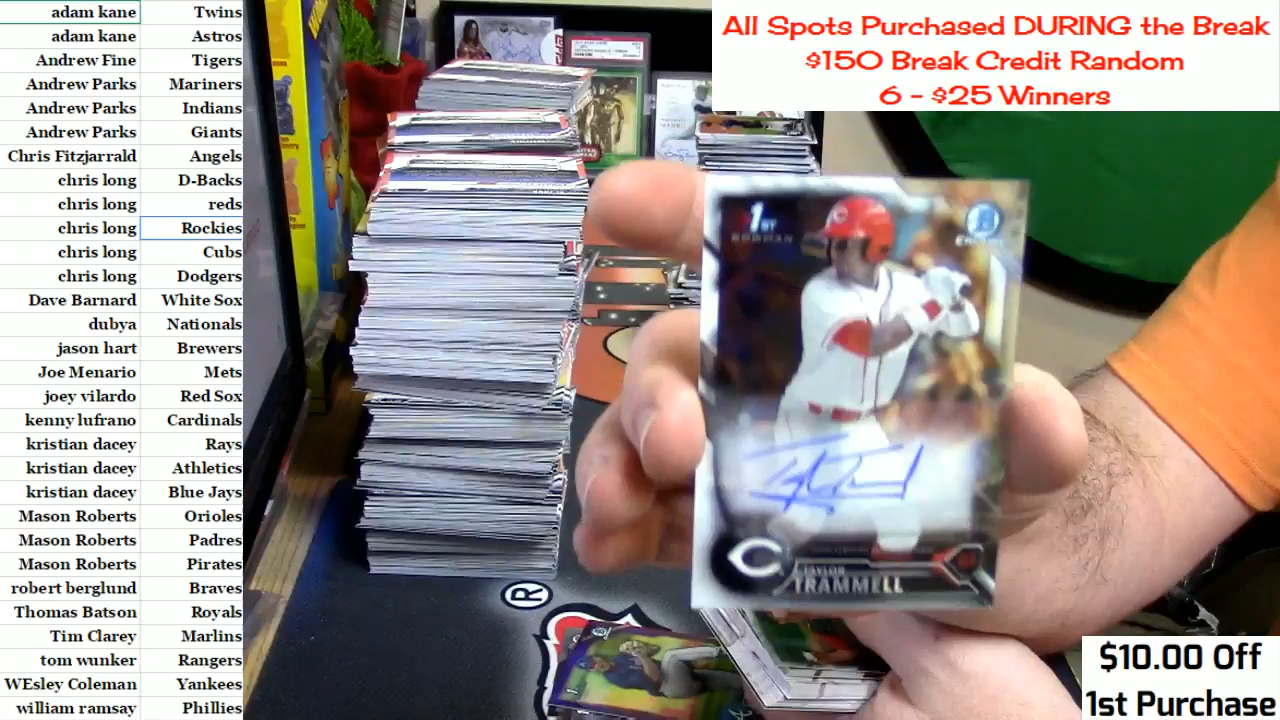 adam kane Twins
adam kane Astros
Andrew Fine Tigers
Andrew Parks Mariners
Andrew Parks Indians
Andrew Parks Giants
Chris Fitzjarrald Angels
chris long D-Backs
chris long reds
chris long Rockies
chris long Cubs
chris long Dodgers
Dave Barnard White Sox
dubya Nationals
jason hart Brewers
Joe Menario Mets
joey vilardo Red Sox
kenny lufrano Cardinals
kristian dacey Rays
kristian dacey Athletics
kristian dacey Blue Jays
Mason Roberts Orioles
Mason Roberts Padres
Mason Roberts Pirates
robert berglund Braves
Thomas Batson Royals
Tim Clarey Marlins
tom wunker Rangers
WEsley Coleman Yankees
william ramsay Phillies
All Spots Purchased DURING the Break
$150 Break Credit Random
6 - $25 Winners
1ST
BOWMAN
C
TAYLOR
TRAMMELL
®
$10.00 Off
1st Purchase